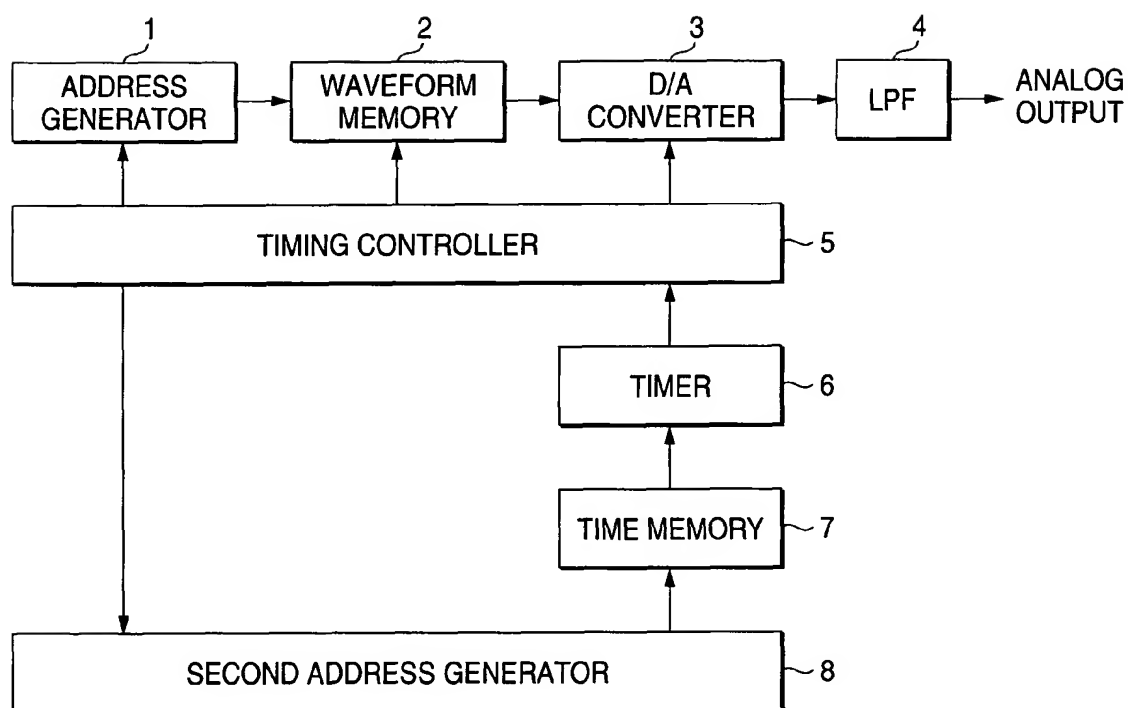 1
2
3
4
ADDRESS
GENERATOR
WAVEFORM
MEMORY
D/A
CONVERTER
LPF
ANALOG
OUTPUT
TIMING CONTROLLER
5
TIMER
6
TIME MEMORY
7
SECOND ADDRESS GENERATOR
8